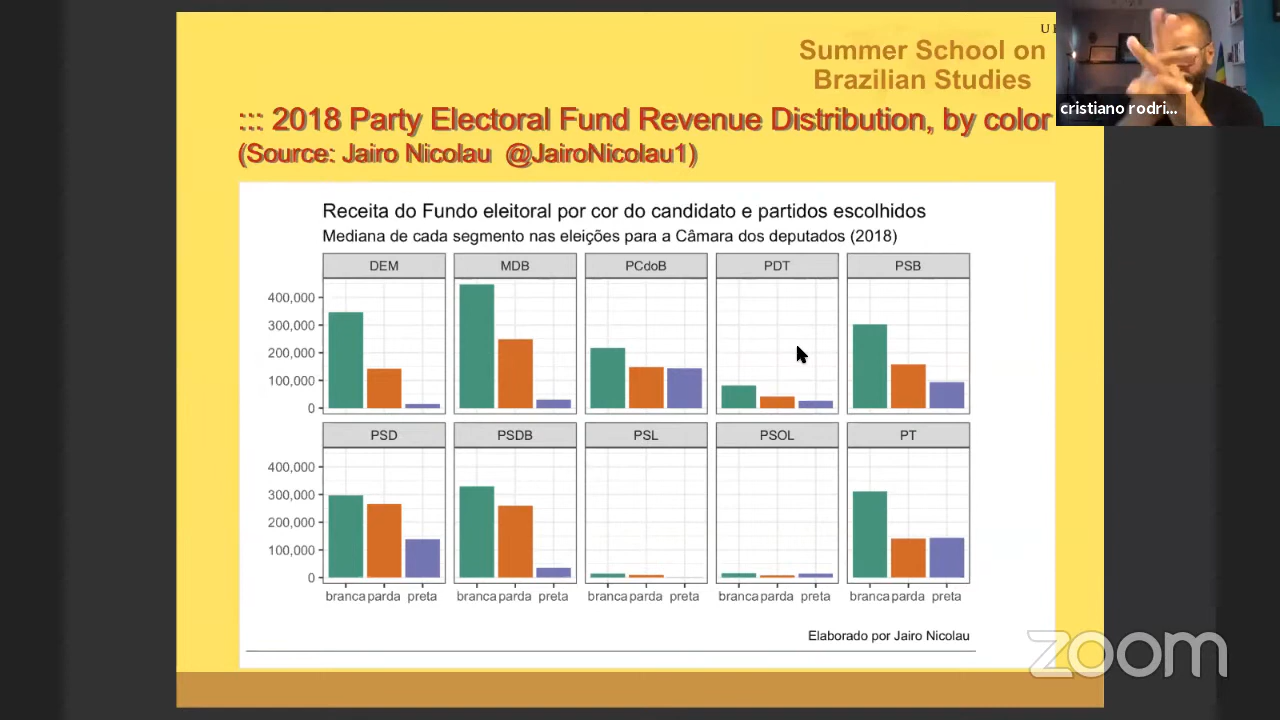 Summer School on
Brazilian Studies
cristiano rodri...
::: 2018 Party Electoral Fund Revenue Distribution, by color
(Source: Jairo Nicolau @JairoNicolau1)
Receita do Fundo eleitoral por cor do candidato e partidos escolhidos
Mediana de cada segmento nas eleições para a Câmara dos deputados (2018)
DEM MDB PCdoB PDT PSB
400,000
300,000
200,000
100,000
0
PSD PSDB PSL PSOL PT
400,000
300,000
200,000
100,000
0
branca parda preta branca parda preta branca parda preta branca parda preta branca parda preta
Elaborado por Jairo Nicolau
zoom